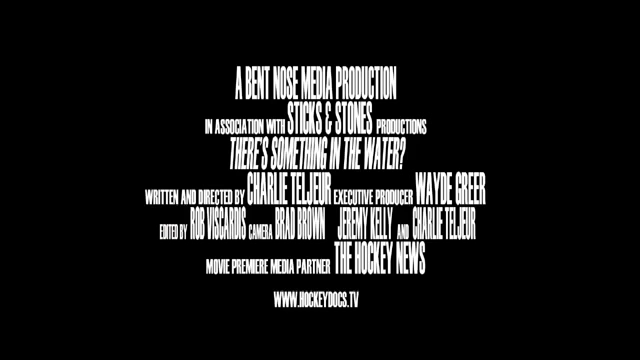 A BENT NOSE MEDIA PRODUCTION
IN ASSOCIATION WITH STICKS & STONES PRODUCTIONS
THERE'S SOMETHING IN THE WATER?
WRITTEN AND DIRECTED BY CHARLIE TELJEUR EXECUTIVE PRODUCER WAYDE GREER
EDITED BY ROB VISCARDIS CAMERA BRAD BROWN JEREMY KELLY AND CHARLIE TELJEUR
MOVIE PREMIERE MEDIA PARTNER THE HOCKEY NEWS
WWW.HOCKEYDOCS.TV